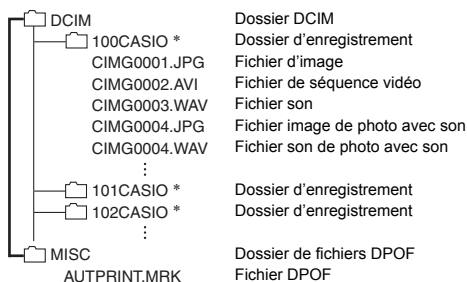 DCIM Dossier DCIM
100CASIO * Dossier d'enregistrement
CIMG0001.JPG Fichier d'image
CIMG0002.AVI Fichier de séquence vidéo
CIMG0003.WAV Fichier son
CIMG0004.JPG Fichier image de photo avec son
CIMG0004.WAV Fichier son de photo avec son
101CASIO * Dossier d'enregistrement
102CASIO * Dossier d'enregistrement
MISC Dossier de fichiers DPOF
AUTPRINT.MRK Fichier DPOF